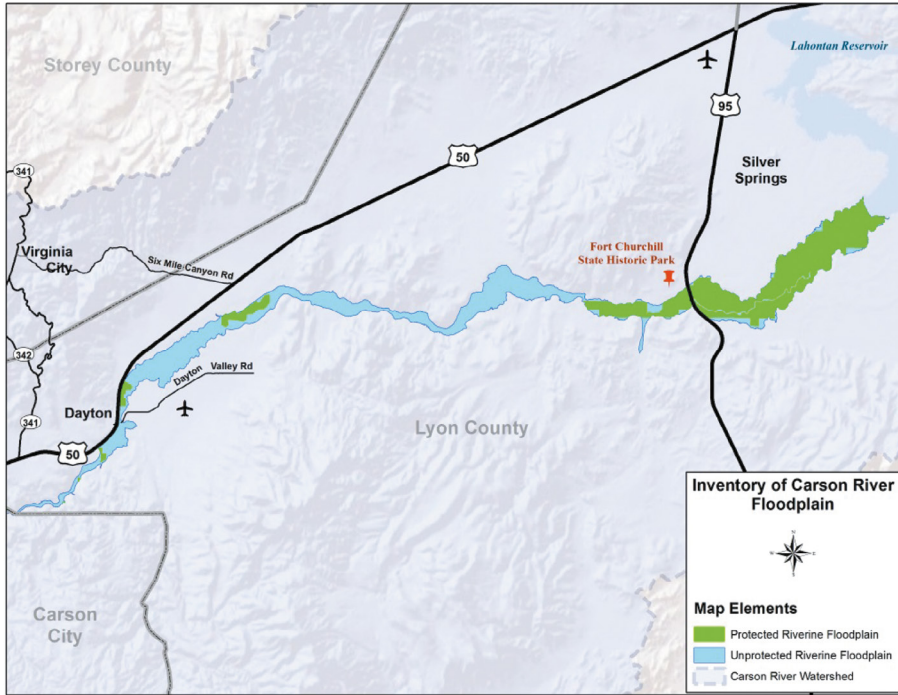 Storey County
Lahontan Reservoir
95
50
341
Silver
Springs
Virginia
City
Six Mile Canyon Rd
Fort Churchill
State Historic Park
342
Dayton
Valley Rd
Dayton
341
Lyon County
50
Carson
City
Inventory of Carson River
Floodplain
N
E
S
Map Elements
Protected Riverine Floodplain
Unprotected Riverine Floodplain
Carson River Watershed